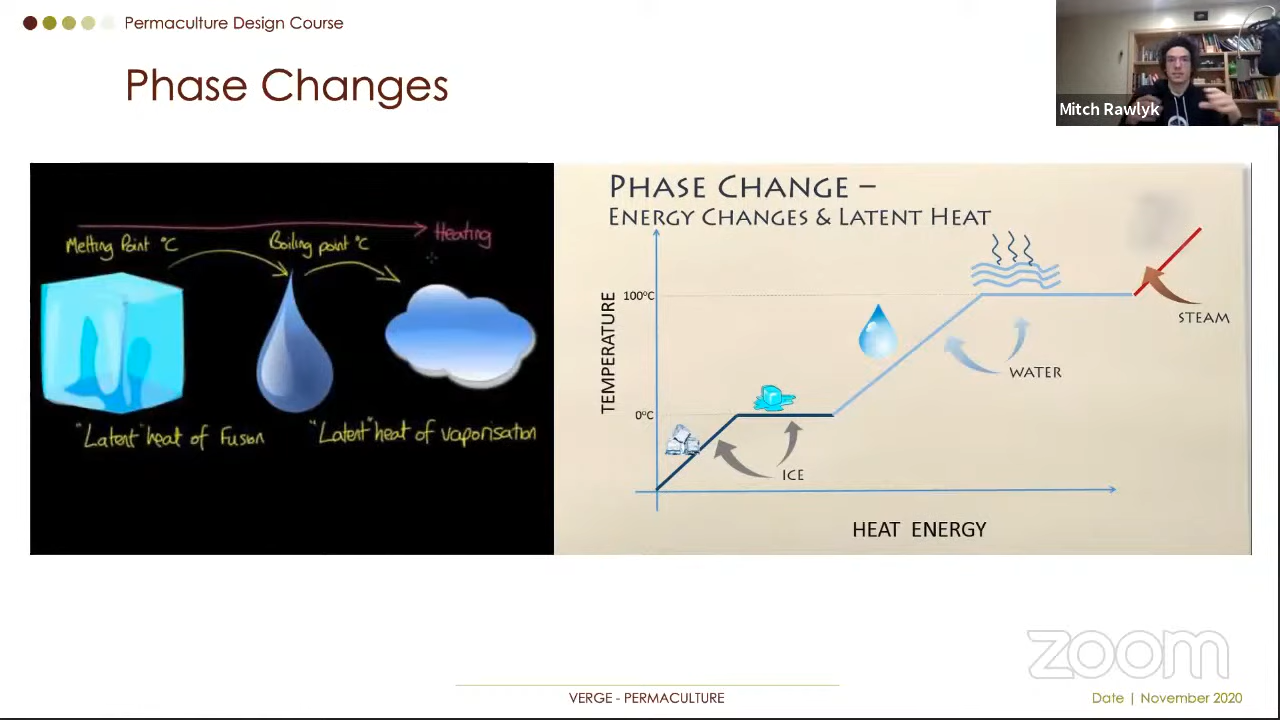 Permaculture Design Course
Phase Changes
Mitch Rawlyk
Heating
Melting Point °C
Boiling point °C
"Latent" heat of Fusion
"Latent" heat of vaporisation
PHASE CHANGE –
ENERGY CHANGES & LATENT HEAT
TEMPERATURE
100°C
0°C
STEAM
WATER
ICE
HEAT ENERGY
zoom
VERGE - PERMACULTURE
Date | November 2020